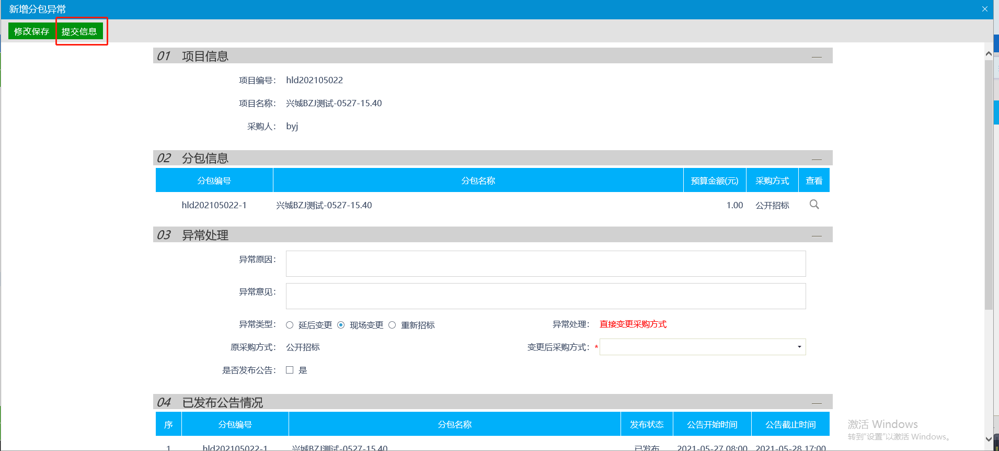 新增分包异常
修改保存 提交信息
01 项目信息
项目编号： hld202105022
项目名称： 兴城BZJ测试-0527-15.40
采购人： byj
02 分包信息
分包编号 分包名称 预算金额(元) 采购方式 查看
hld202105022-1 兴城BZJ测试-0527-15.40 1.00 公开招标
03 异常处理
异常原因：
异常意见：
异常类型： 延后变更 现场变更 重新招标 异常处理： 直接变更采购方式
原采购方式： 公开招标 变更后采购方式：*
是否发布公告： 是
04 已发布公告情况
序 分包编号 分包名称 发布状态 公告开始时间 公告截止时间
1 hld202105022-1 兴城BZJ测试-0527-15.40 已发布 2021-05-27 08:00 2021-05-28 17:00
激活 Windows
转到“设置”以激活 Windows。